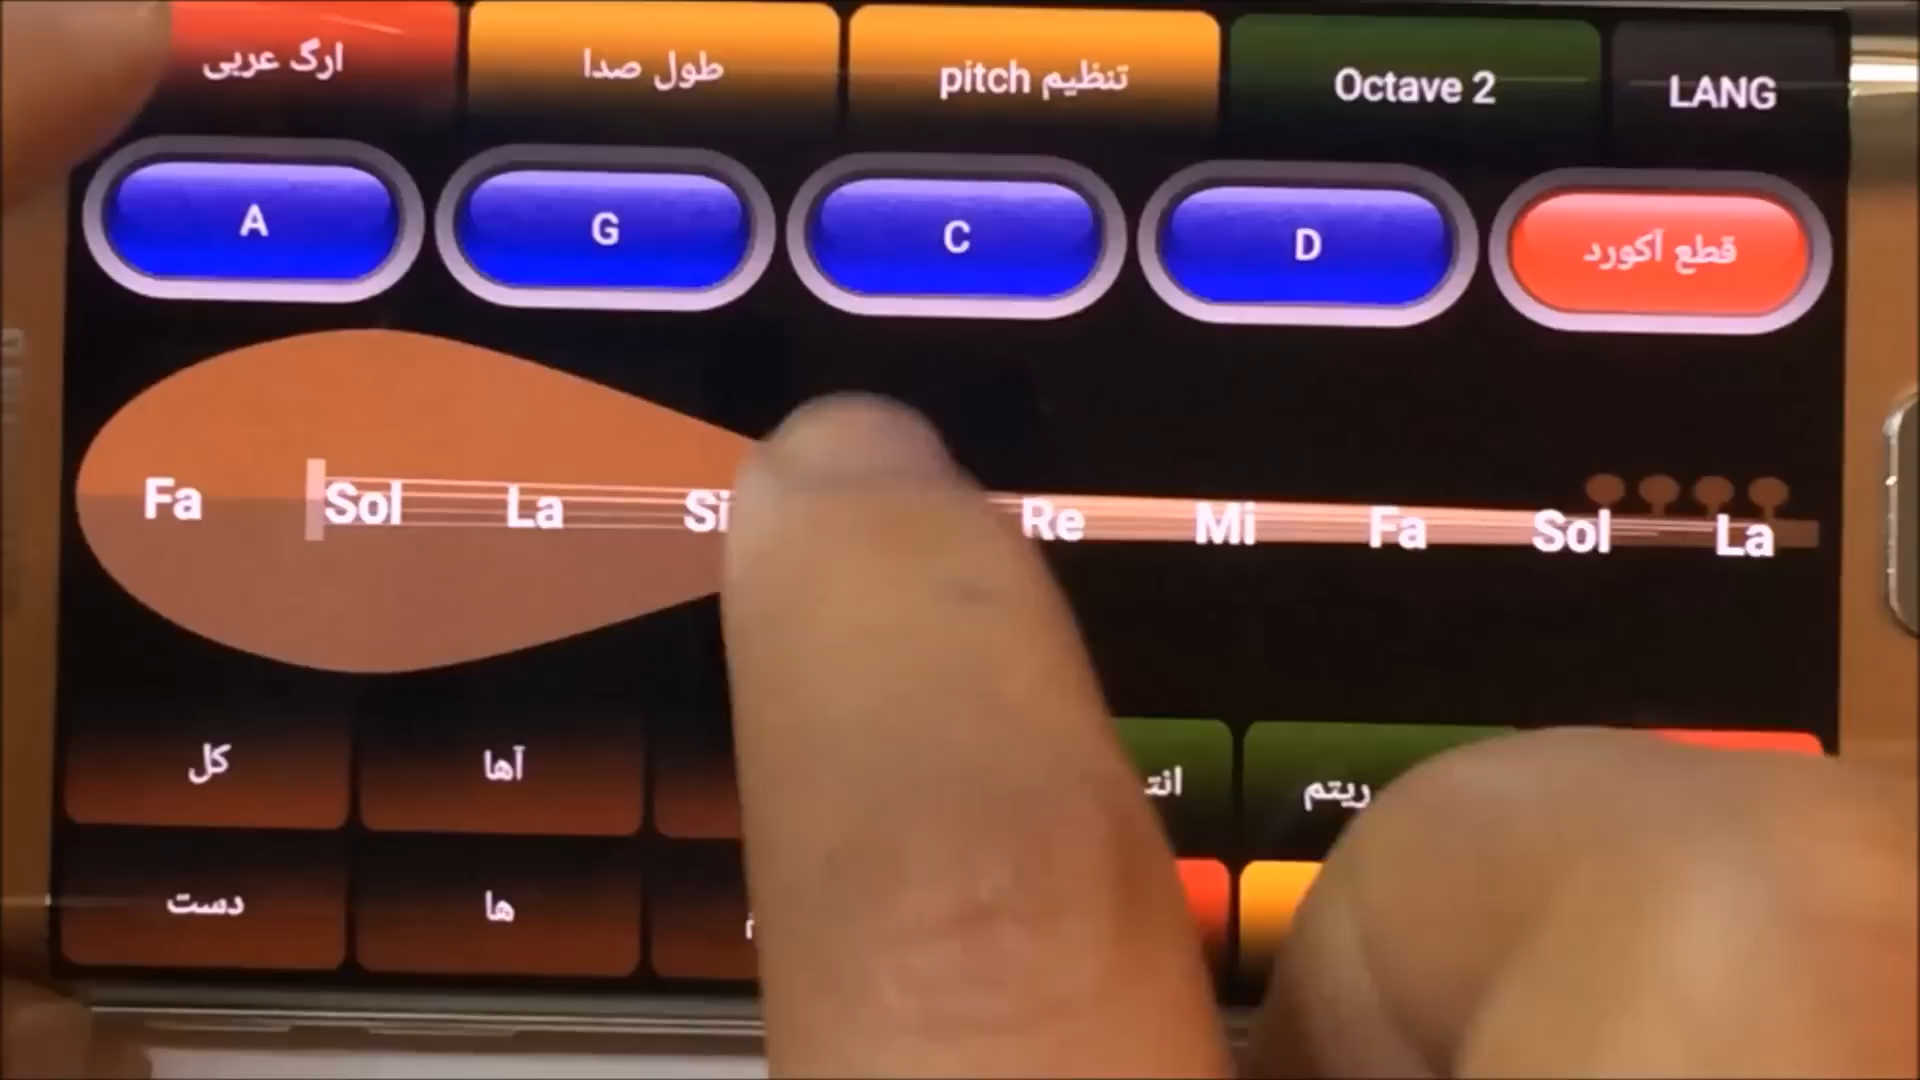 ارگ عربی
طول صدا
تنظیم pitch
Octave 2
LANG
A
G
C
D
قطع آکورد
Fa
Sol
La
Si
Re
Mi
Fa
Sol
La
کل
آها
ریتم
دست
ها